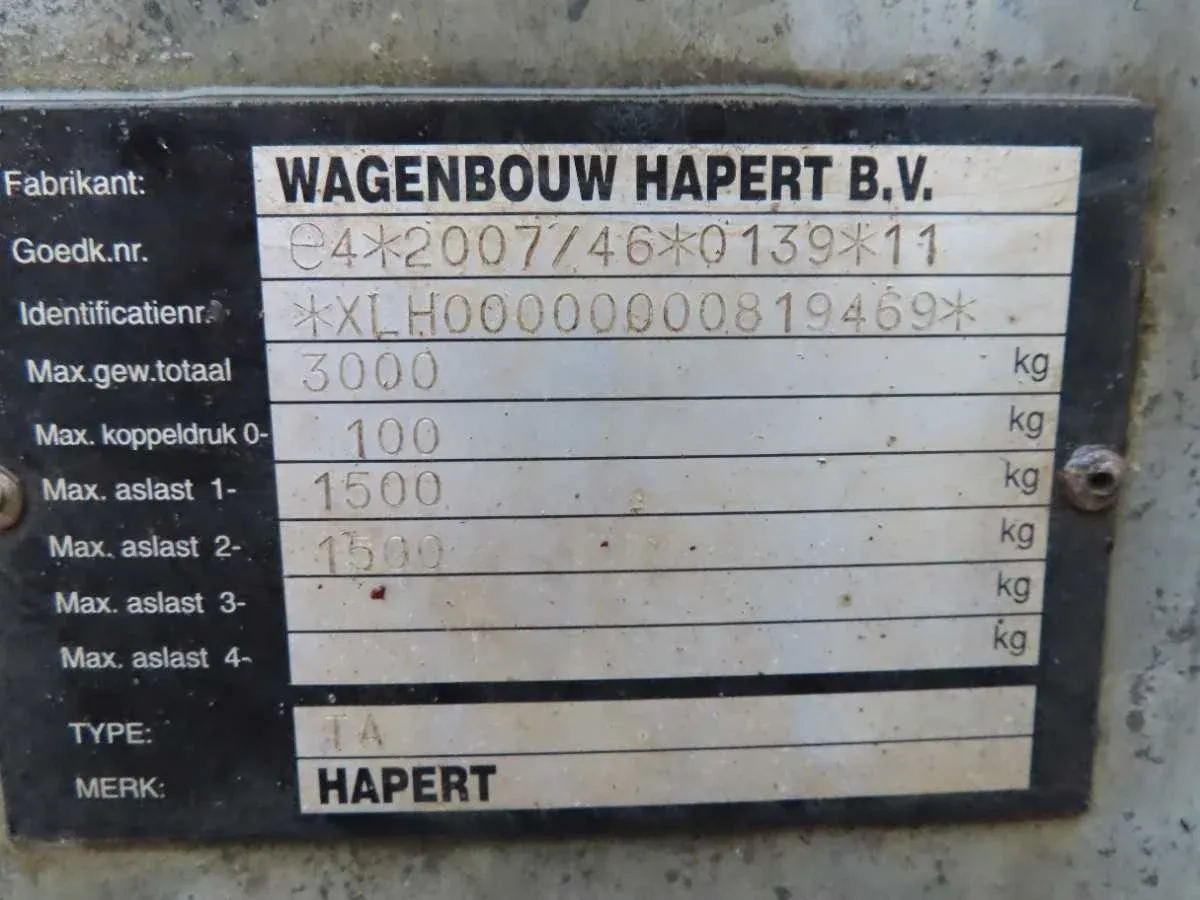 Fabrikant: WAGENBOUW HAPERT B.V.
Goedk.nr. e4*2007/46*0139*11
Identificatienr. *XLH00000000819469*
Max.gew.totaal 3000 kg
Max. koppeldruk 0- 100 kg
Max. aslast 1- 1500 kg
Max. aslast 2- 1500 kg
Max. aslast 3- kg
Max. aslast 4- kg
TYPE: TA
MERK: HAPERT